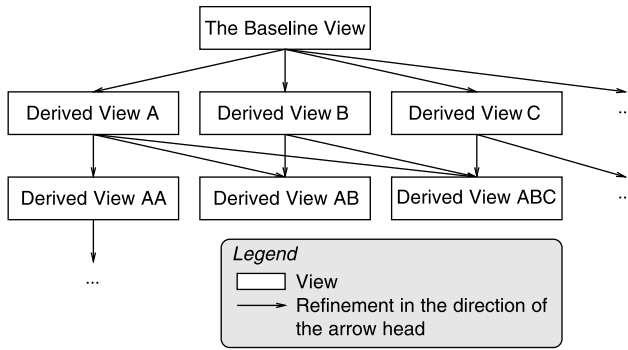 The Baseline View
Derived View A
Derived View B
Derived View C
..
Derived View AA
Derived View AB
Derived View ABC
..
...
Legend
View
Refinement in the direction of
the arrow head